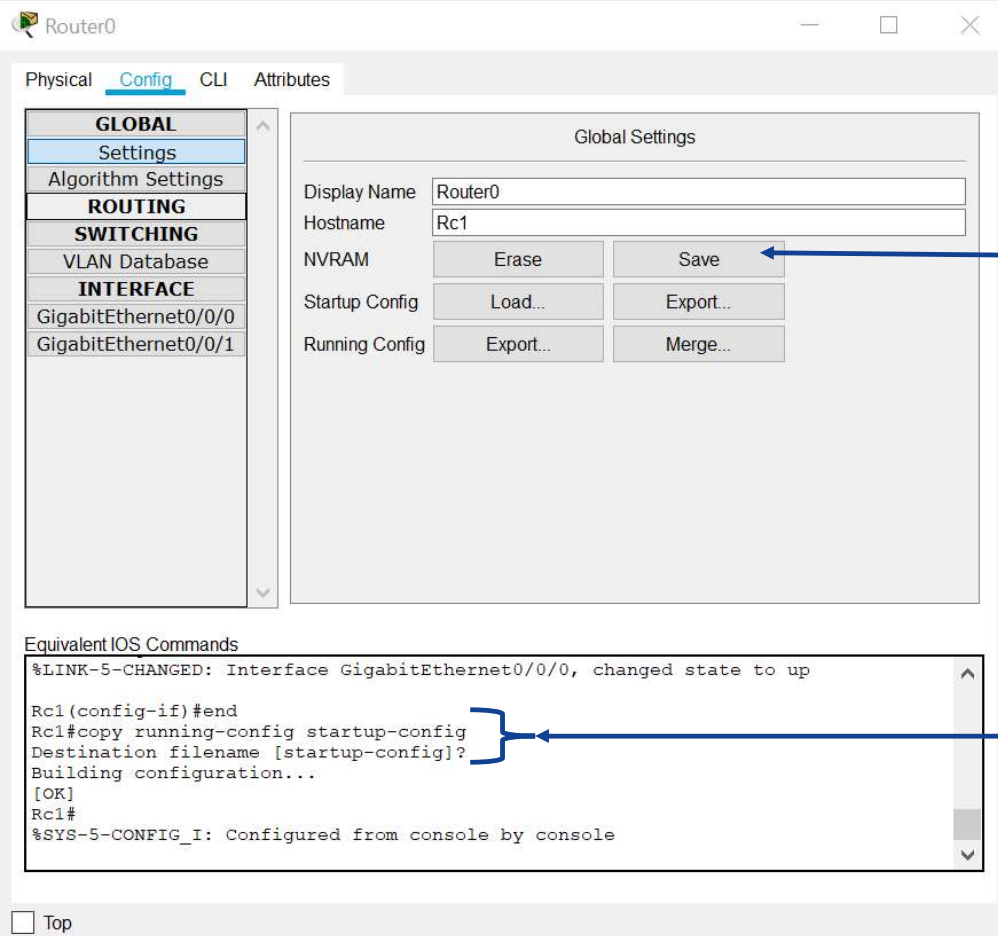 Router0
Physical Config CLI Attributes
GLOBAL
Settings
Algorithm Settings
ROUTING
SWITCHING
VLAN Database
INTERFACE
GigabitEthernet0/0/0
GigabitEthernet0/0/1
Global Settings
Display Name Router0
Hostname Rc1
NVRAM Erase Save
Startup Config Load... Export...
Running Config Export... Merge...
Equivalent IOS Commands
%LINK-5-CHANGED: Interface GigabitEthernet0/0/0, changed state to up
Rc1(config-if)#end
Rc1#copy running-config startup-config
Destination filename [startup-config]?
Building configuration...
[OK]
Rc1#
%SYS-5-CONFIG_I: Configured from console by console
Top